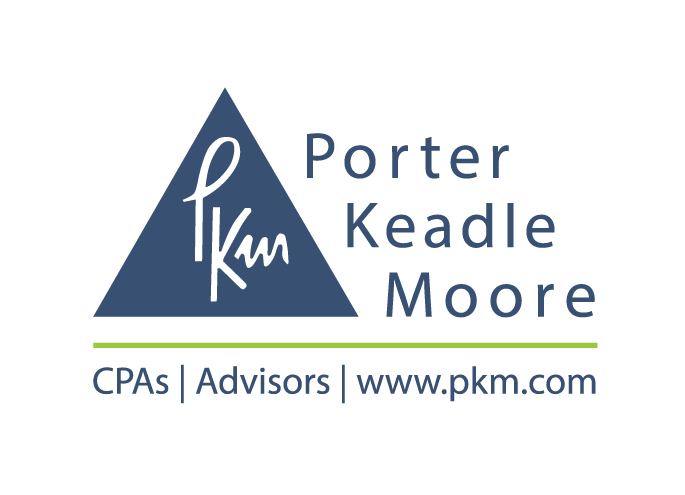 PKm
Porter
Keadle
Moore
CPAs | Advisors | www.pkm.com